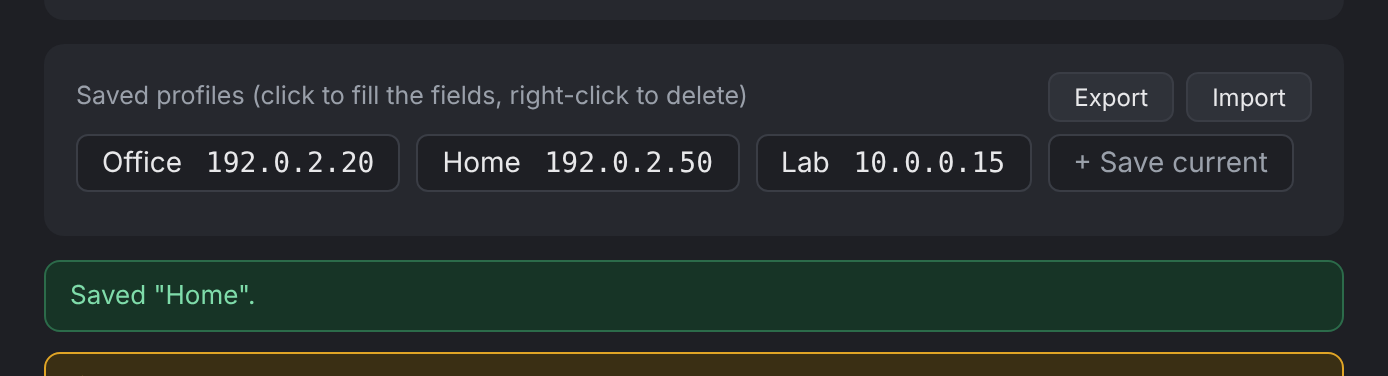 Saved profiles (click to fill the fields, right-click to delete)
Export
Import
Office 192.0.2.20
Home 192.0.2.50
Lab 10.0.0.15
+ Save current
Saved "Home".